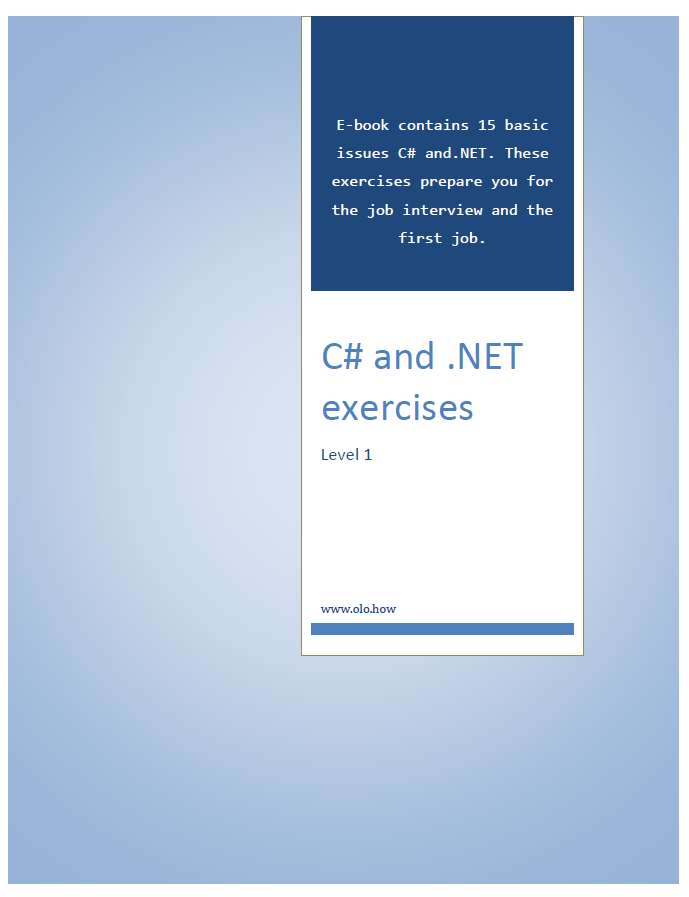 E-book contains 15 basic
issues C# and.NET. These
exercises prepare you for
the job interview and the
first job.
C# and .NET
exercises
Level 1
www.olo.how